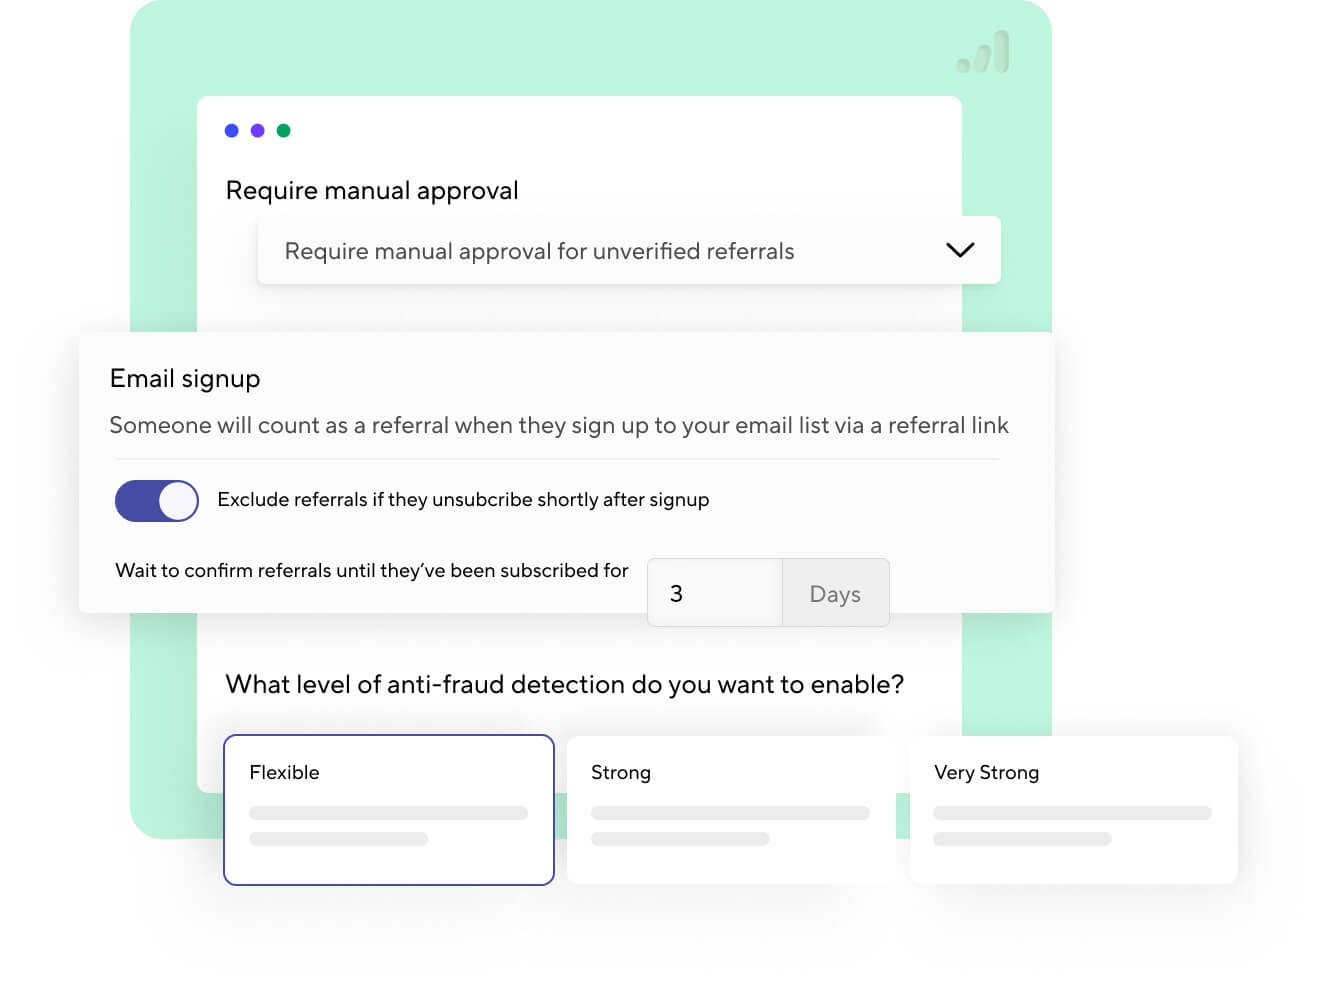 Require manual approval
Require manual approval for unverified referrals
Email signup
Someone will count as a referral when they sign up to your email list via a referral link
Exclude referrals if they unsubcribe shortly after signup
Wait to confirm referrals until they’ve been subscribed for
3 Days
What level of anti-fraud detection do you want to enable?
Flexible
Strong
Very Strong